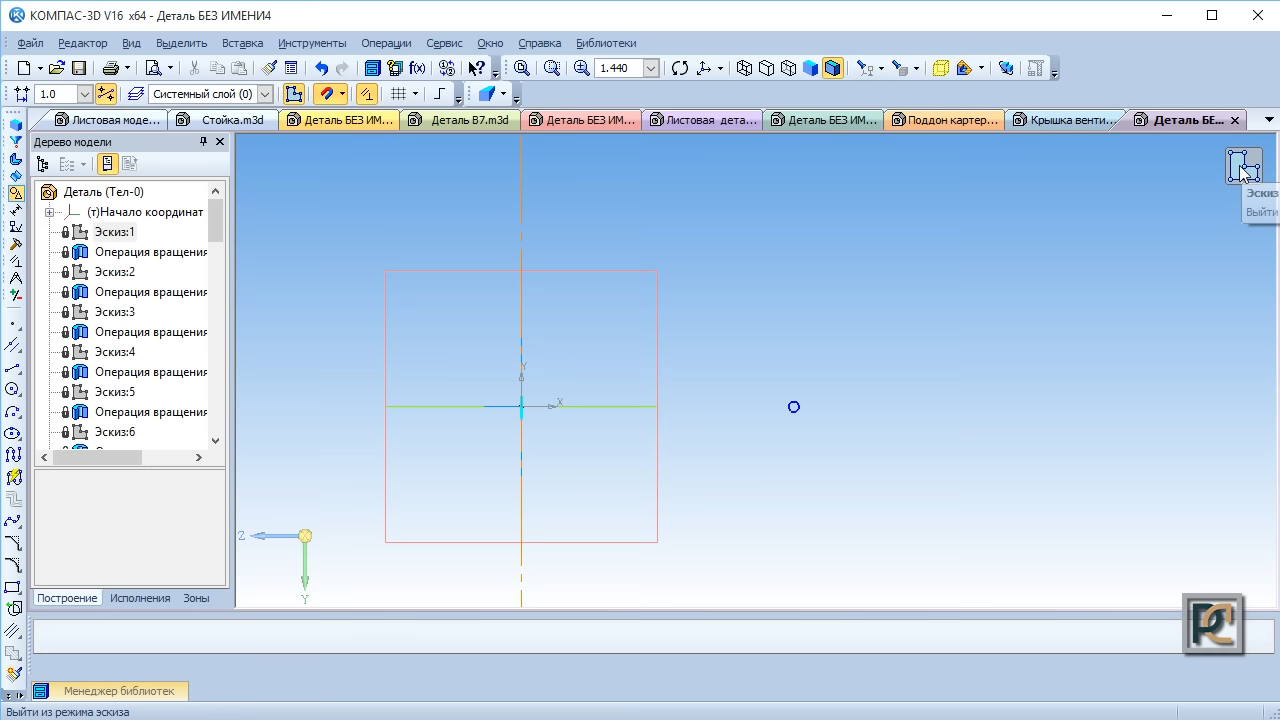 КОМПАС-3D V16 x64 - Деталь БЕЗ ИМЕНИ4
Файл Редактор Вид Выделить Вставка Инструменты Операции Сервис Окно Справка Библиотеки
f(x) 1.440
1.0 Системный слой (0)
Листовая моде... Стойка.m3d Деталь БЕЗ ИМ... Деталь B7.m3d Деталь БЕЗ ИМ... Листовая дета... Деталь БЕЗ ИМ... Поддон картер... Крышка венти... Деталь БЕ...
Дерево модели
Деталь (Тел-0)
(т)Начало координат
Эскиз:1
Операция вращения
Эскиз:2
Операция вращения
Эскиз:3
Операция вращения
Эскиз:4
Операция вращения
Эскиз:5
Операция вращения
Эскиз:6
Эскиз
Выйти
Y
X
Z
Y
Построение Исполнения Зоны
Менеджер библиотек
Выйти из режима эскиза